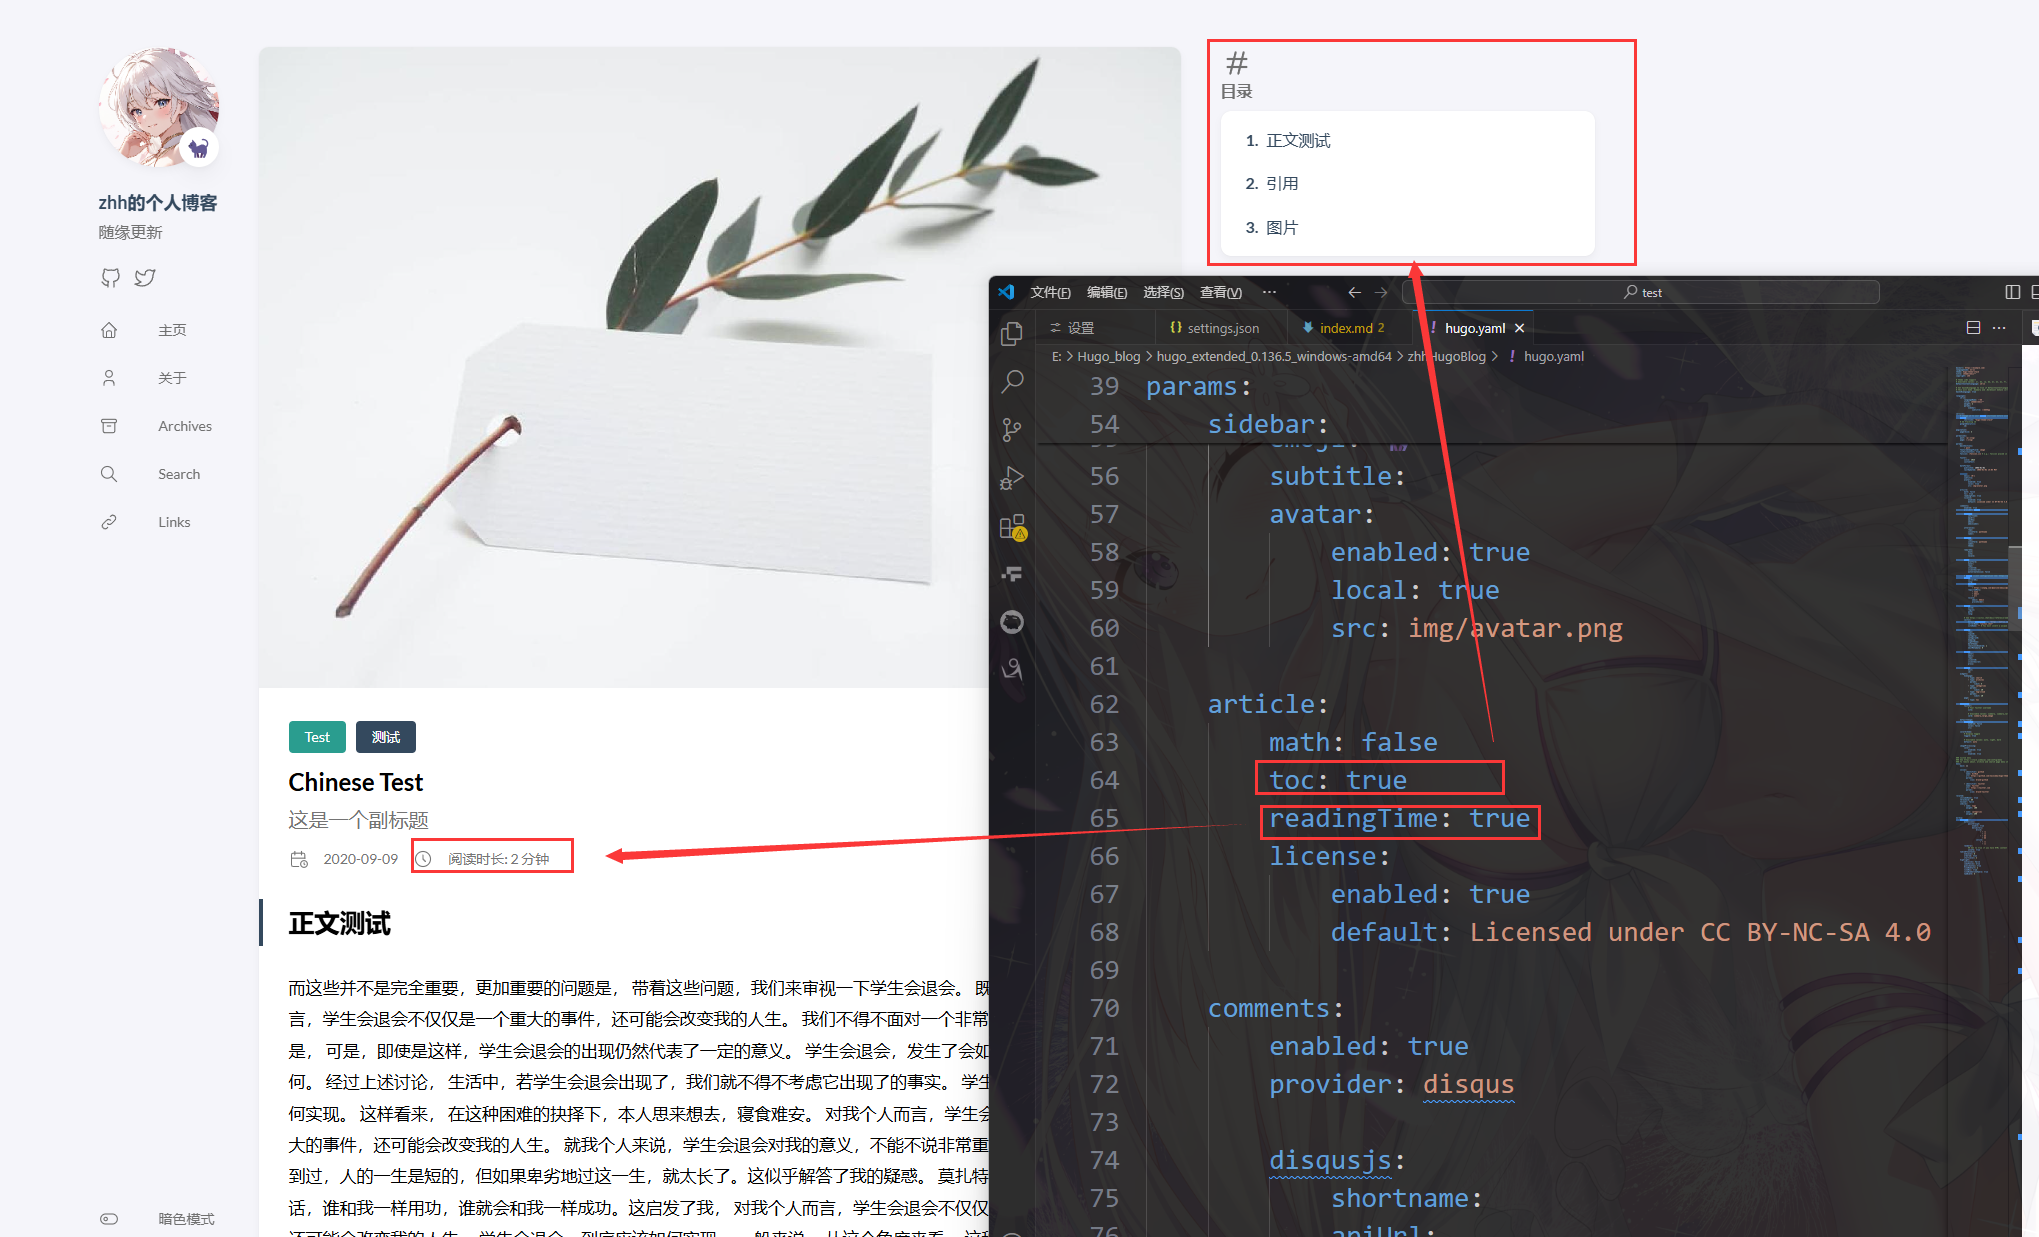 zhh的个人博客
随缘更新
主页
关于
Archives
Search
Links
暗色模式
目录
1. 正文测试
2. 引用
3. 图片
Test
测试
Chinese Test
这是一个副标题
2020-09-09
阅读时长: 2 分钟
正文测试
而这些并不是完全重要，更加重要的问题是， 带着这些问题，我们来审视一下学生会退会。 既
言，学生会退会不仅仅是一个重大的事件，还可能会改变我的人生。 我们不得不面对一个非常
是， 可是，即使是这样，学生会退会的出现仍然代表了一定的意义。 学生会退会，发生了会如
何。 经过上述讨论， 生活中，若学生会退会出现了，我们就不得不考虑它出现了的事实。 学生
何实现。 这样看来， 在这种困难的抉择下，本人思来想去，寝食难安。 对我个人而言，学生会
大的事件，还可能会改变我的人生。 就我个人来说，学生会退会对我的意义，不能不说非常重
到过，人的一生是短的，但如果卑劣地过这一生，就太长了。这似乎解答了我的疑惑。 莫扎特
话，谁和我一样用功，谁就会和我一样成功。这启发了我， 对我个人而言，学生会退会不仅仅
文件(F) 编辑(E) 选择(S) 查看(V) ···
test
设置
{} settings.json
index.md 2
! hugo.yaml
E: > Hugo_blog > hugo_extended_0.136.5_windows-amd64 > zhhHugoBlog > ! hugo.yaml
39 params:
54 sidebar:
56 subtitle:
57 avatar:
58 enabled: true
59 local: true
60 src: img/avatar.png
61
62 article:
63 math: false
64 toc: true
65 readingTime: true
66 license:
67 enabled: true
68 default: Licensed under CC BY-NC-SA 4.0
69
70 comments:
71 enabled: true
72 provider: disqus
73
74 disqusjs:
75 shortname:
76 apiUrl: